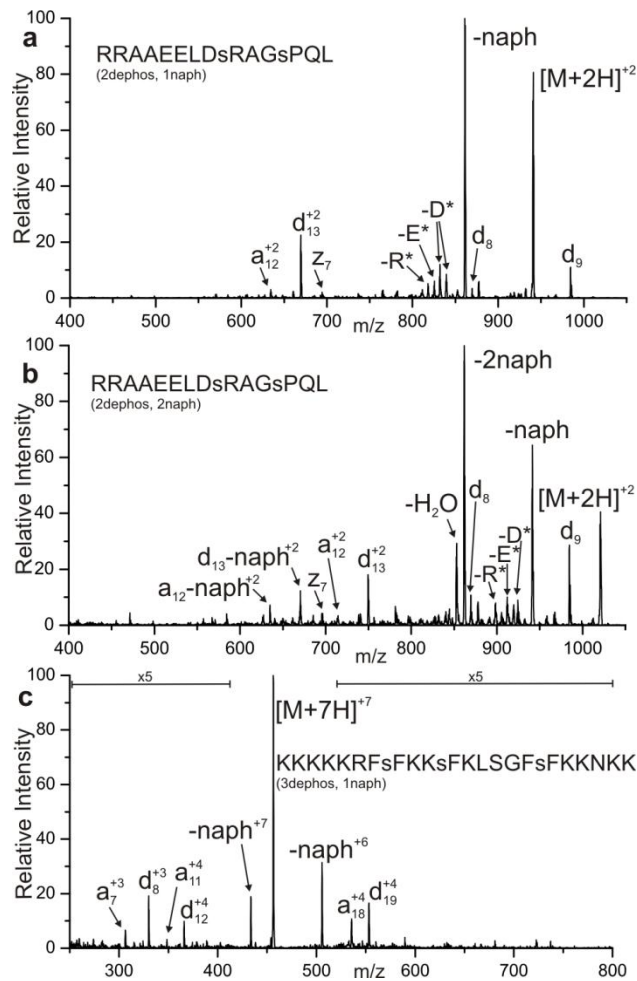 a
RRAAEELDsRAGsPQL
(2dephos, 1naph)
-naph
[M+2H]+2
a12+2
d13+2
z7
-R*
-E*
-D*
d8
d9
Relative Intensity
100
80
60
40
20
0
400 500 600 700 800 900 1000
m/z
b
RRAAEELDsRAGsPQL
(2dephos, 2naph)
-2naph
-naph
[M+2H]+2
-H2O
d8
d9
a12-naph+2
d13-naph+2
z7
a12+2
d13+2
-R*
-E*
-D*
Relative Intensity
100
80
60
40
20
0
400 500 600 700 800 900 1000
m/z
c
x5
x5
[M+7H]+7
KKKKKRFsFKKsFKLSGFsFKKNKK
(3dephos, 1naph)
-naph+7
-naph+6
a7+3
d8+3
a11+4
d12+4
a18+4
d19+4
Relative Intensity
100
80
60
40
20
0
300 400 500 600 700 800
m/z